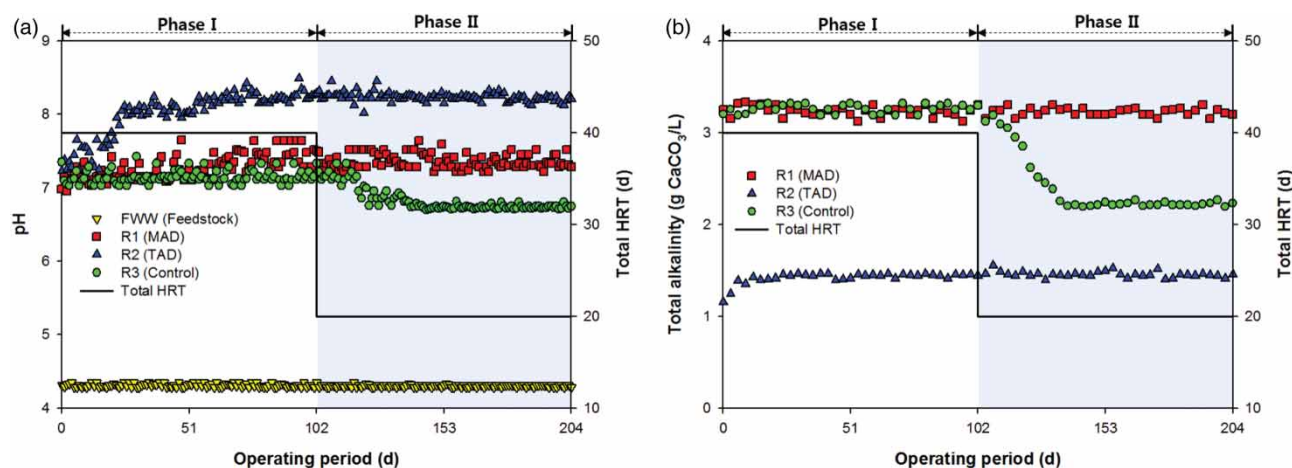 (a)
Phase I
Phase II
9
8
7
6
5
4
pH
50
40
30
20
10
Total HRT (d)
FWW (Feedstock)
R1 (MAD)
R2 (TAD)
R3 (Control)
Total HRT
0
51
102
153
204
Operating period (d)
(b)
Phase I
Phase II
4
3
2
1
0
Total alkalinity (g CaCO₃/L)
50
40
30
20
10
Total HRT (d)
R1 (MAD)
R2 (TAD)
R3 (Control)
Total HRT
0
51
102
153
204
Operating period (d)